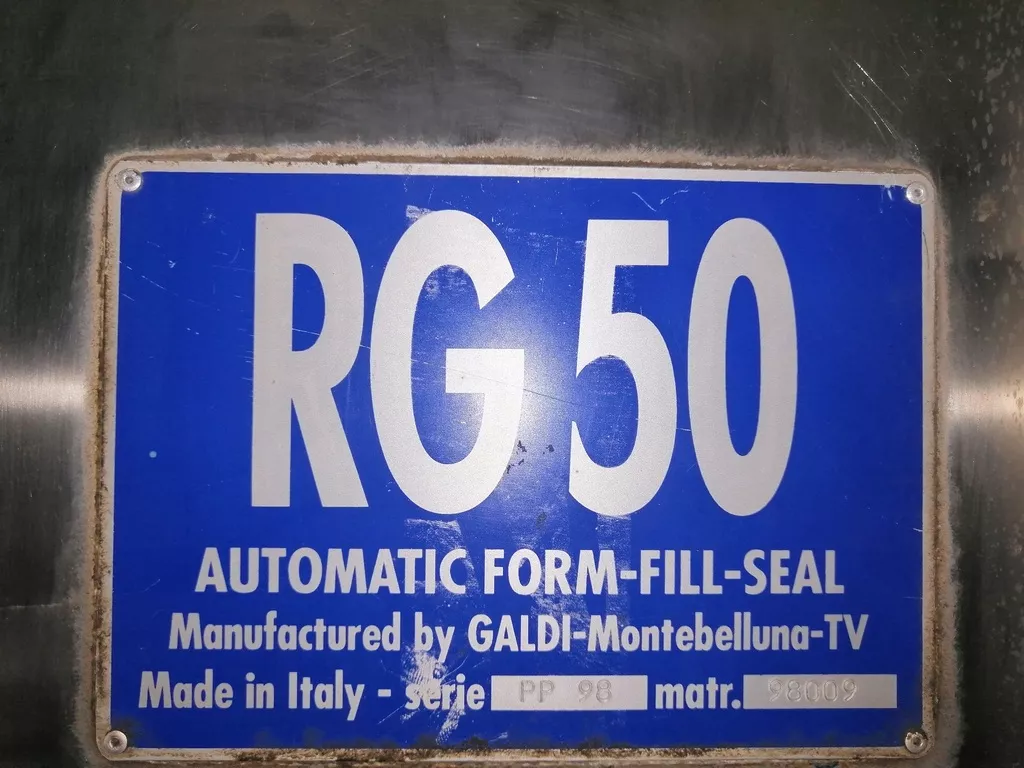 RG 50
AUTOMATIC FORM-FILL-SEAL
Manufactured by GALDI-Montebelluna-TV
Made in Italy - serie PP 98 matr. 98009